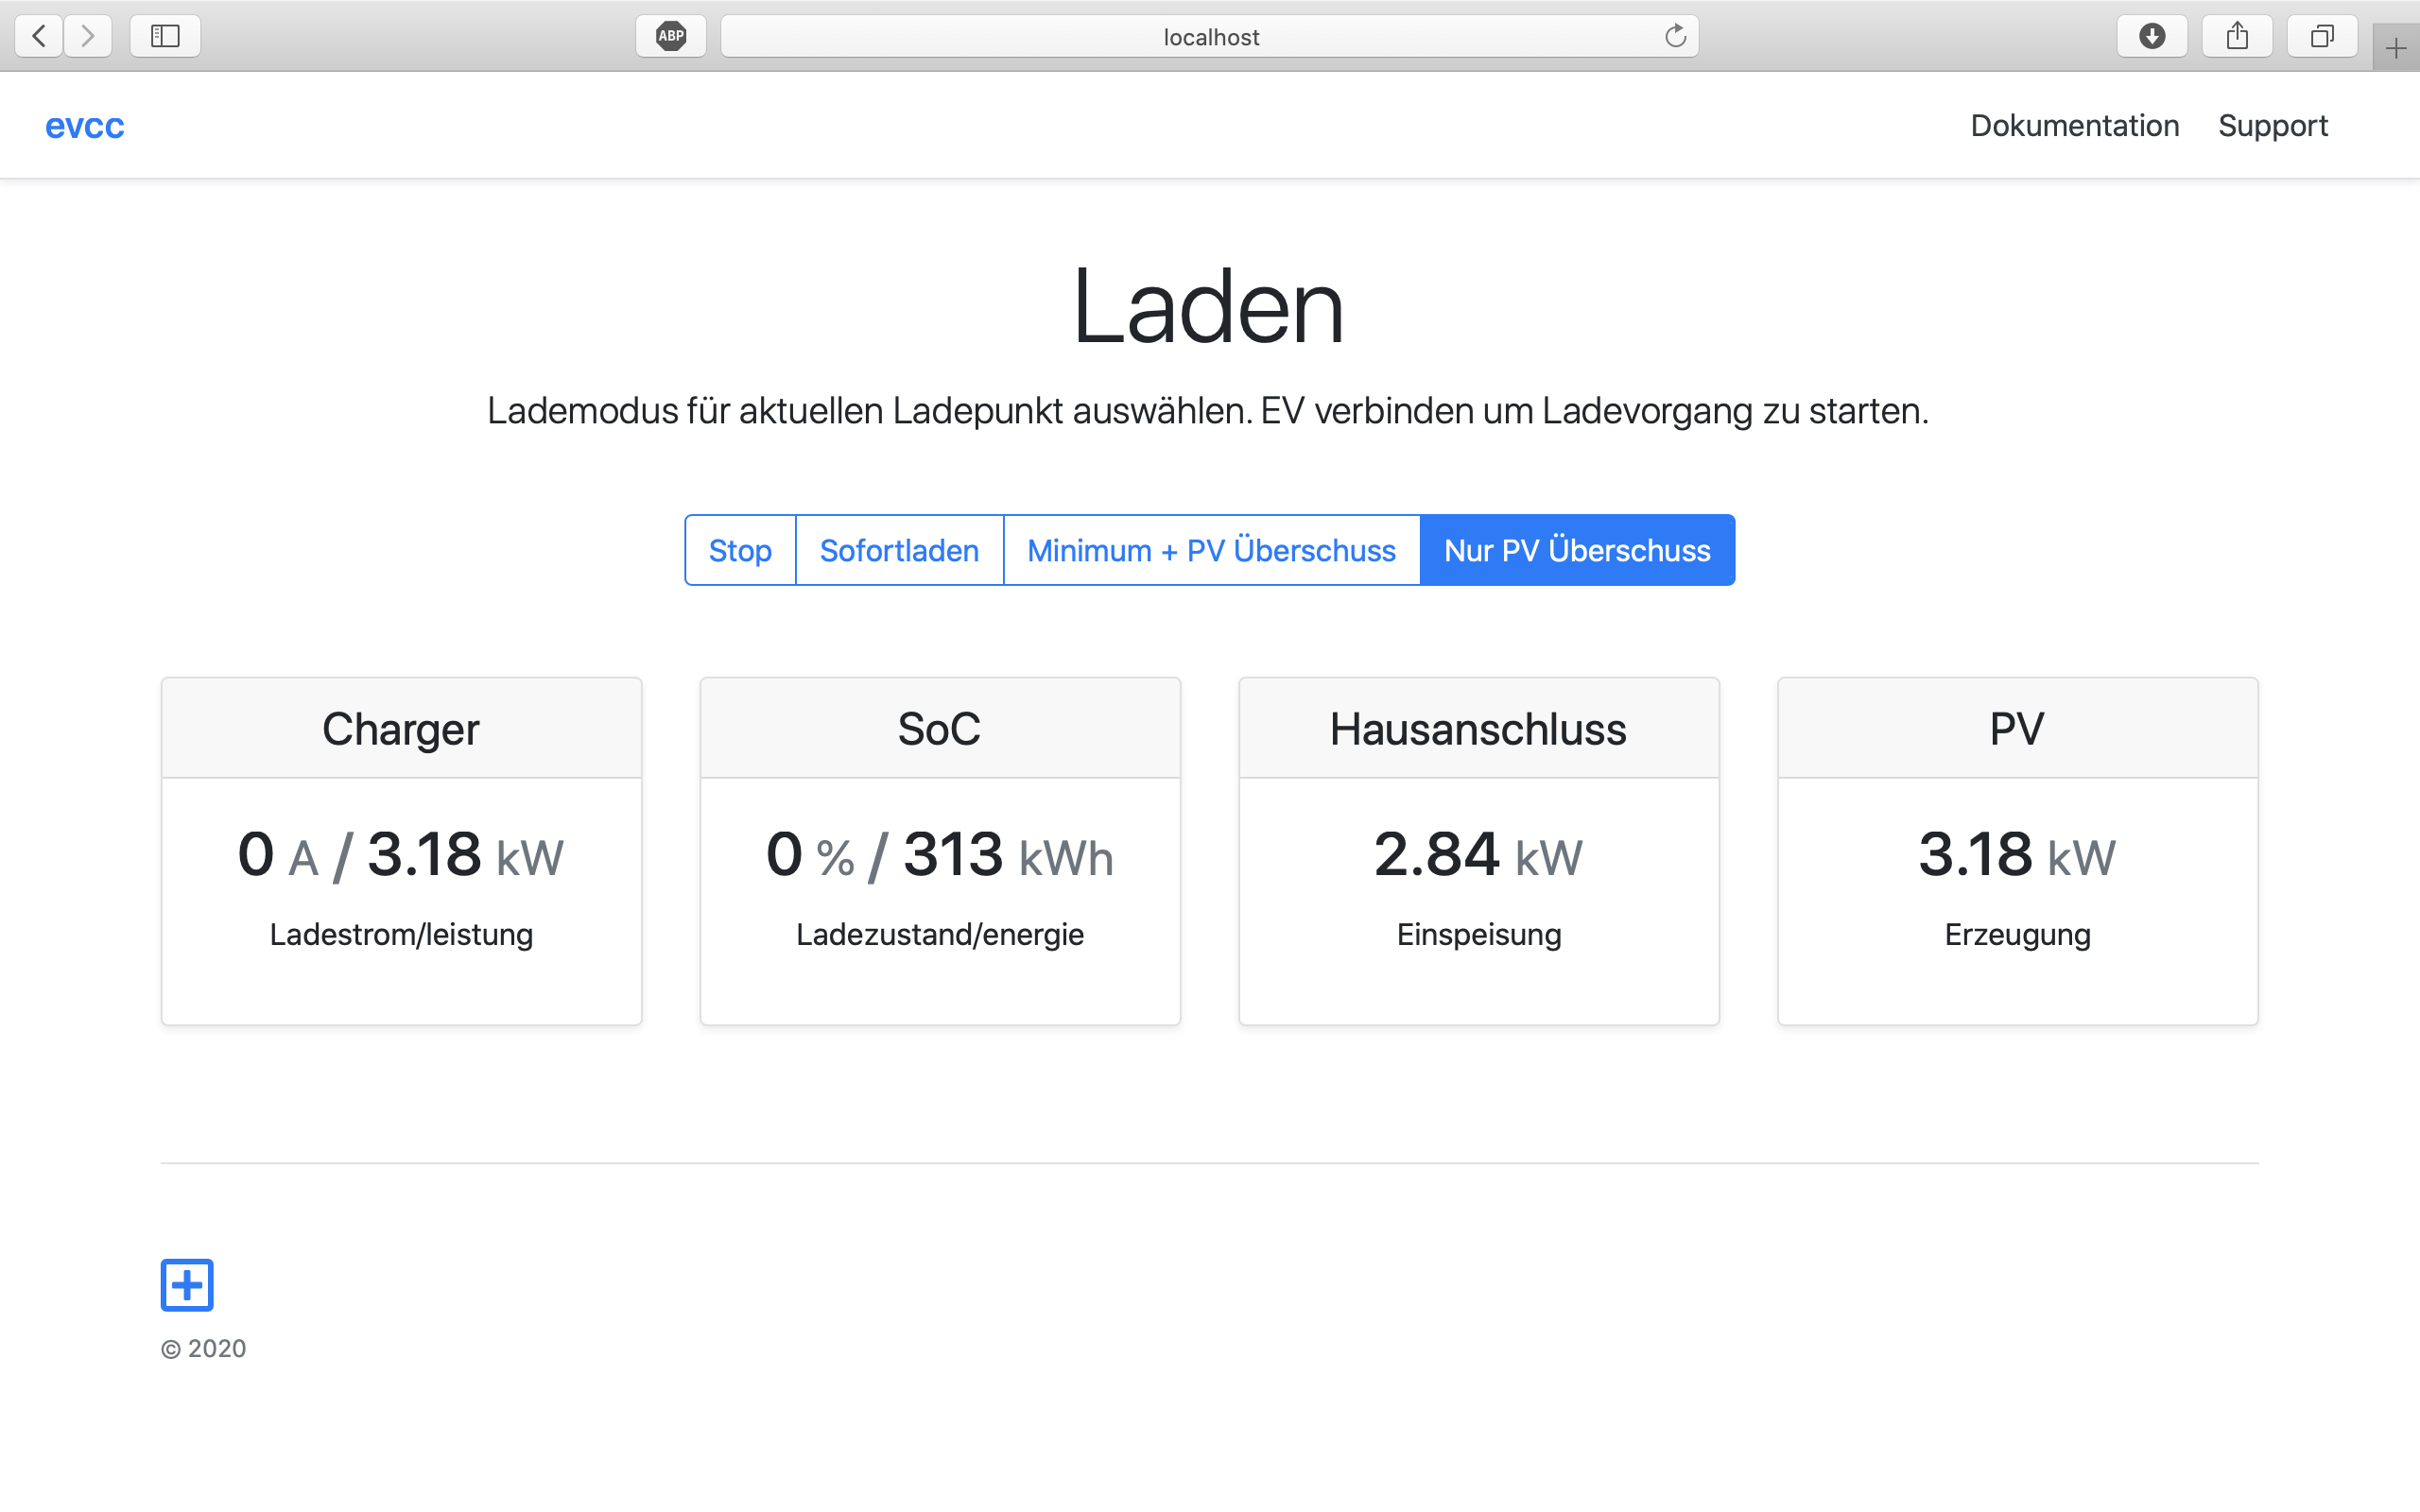 ABP
localhost
evcc
Dokumentation Support
Laden
Lademodus für aktuellen Ladepunkt auswählen. EV verbinden um Ladevorgang zu starten.
Stop Sofortladen Minimum + PV Überschuss Nur PV Überschuss
Charger
0 A / 3.18 kW
Ladestrom/leistung
SoC
0 % / 313 kWh
Ladezustand/energie
Hausanschluss
2.84 kW
Einspeisung
PV
3.18 kW
Erzeugung
© 2020